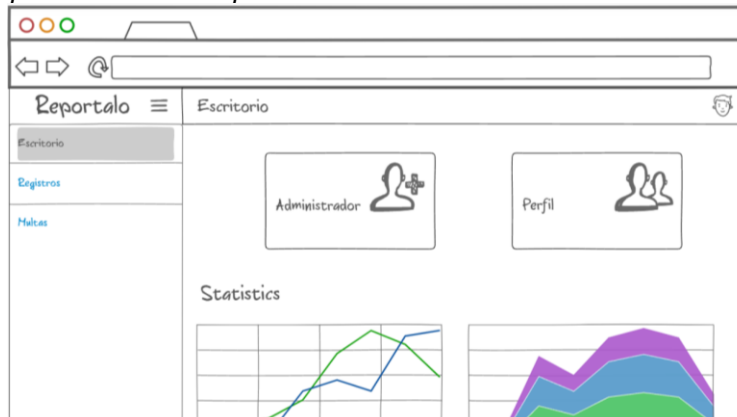 Reportalo
Escritorio
Escritorio
Registros
Multas
Administrador
Perfil
Statistics